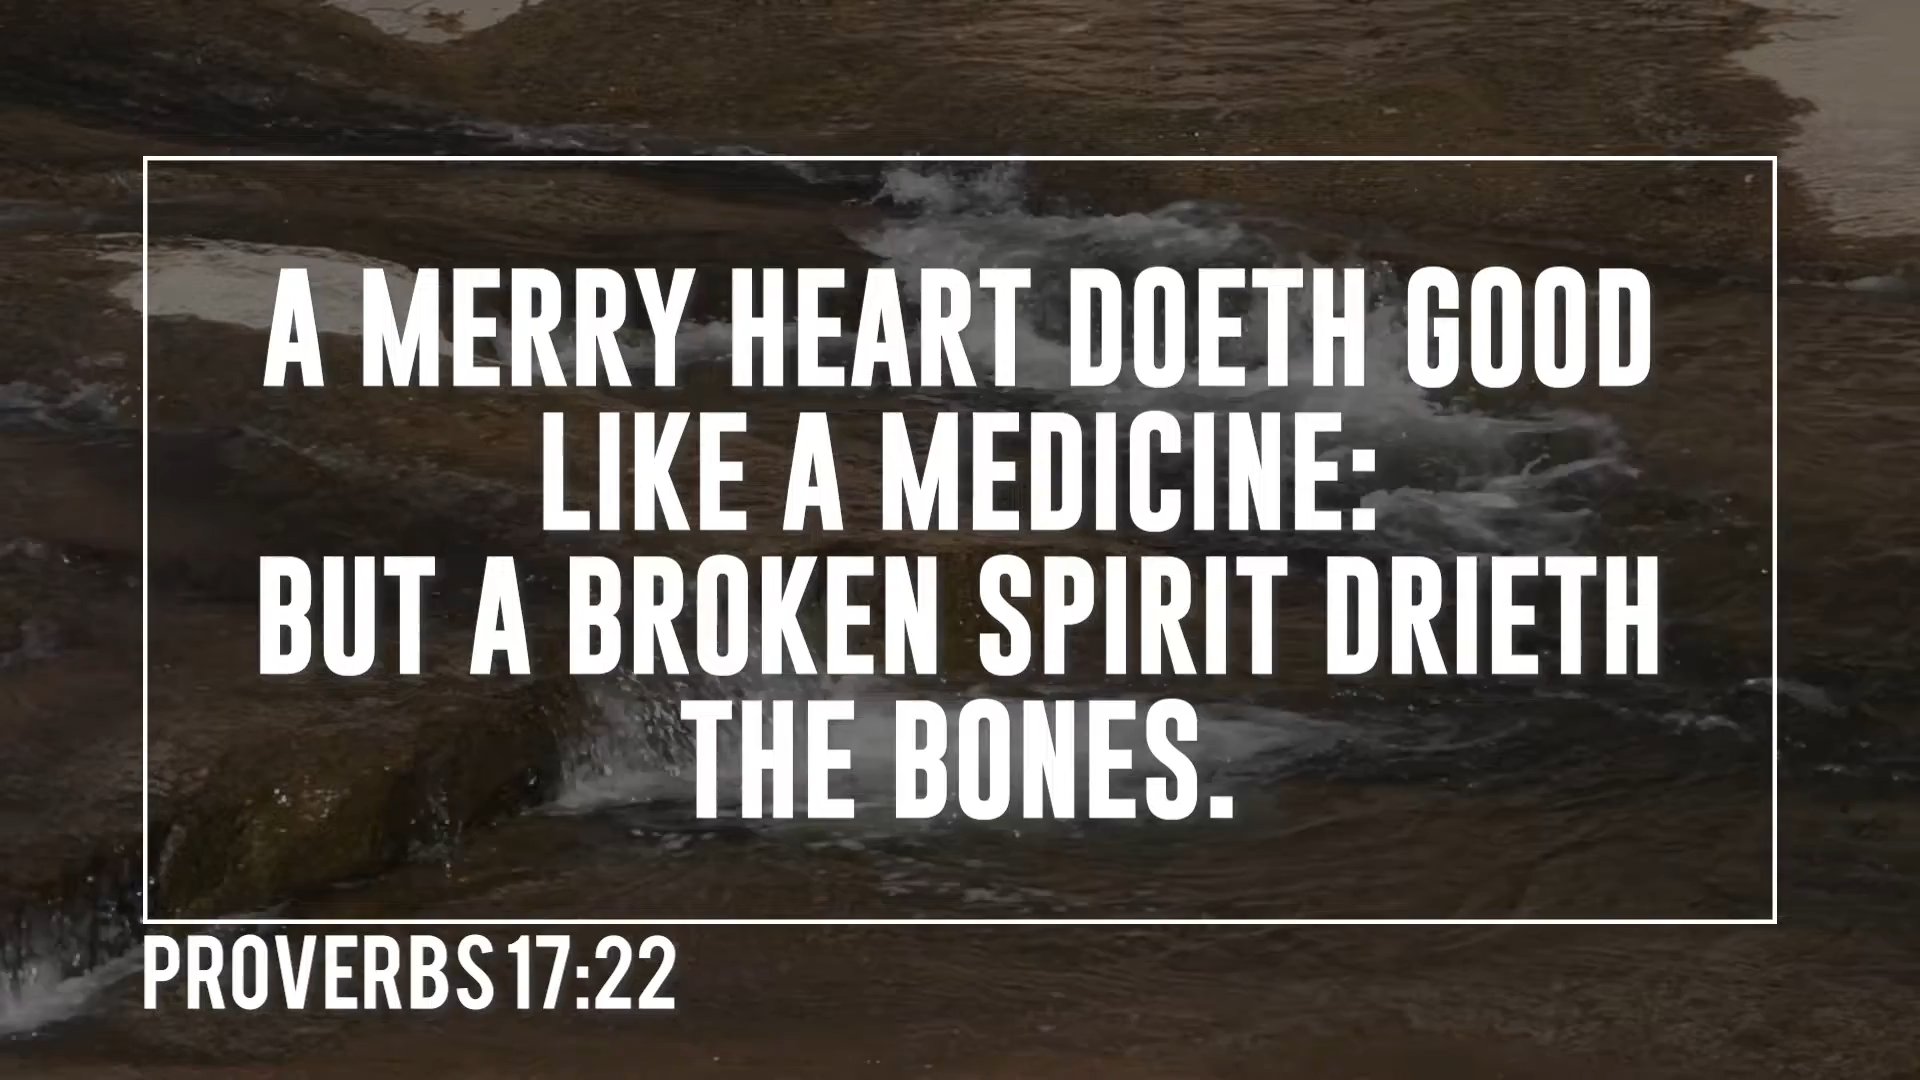 A MERRY HEART DOETH GOOD
LIKE A MEDICINE:
BUT A BROKEN SPIRIT DRIETH
THE BONES.
PROVERBS 17:22